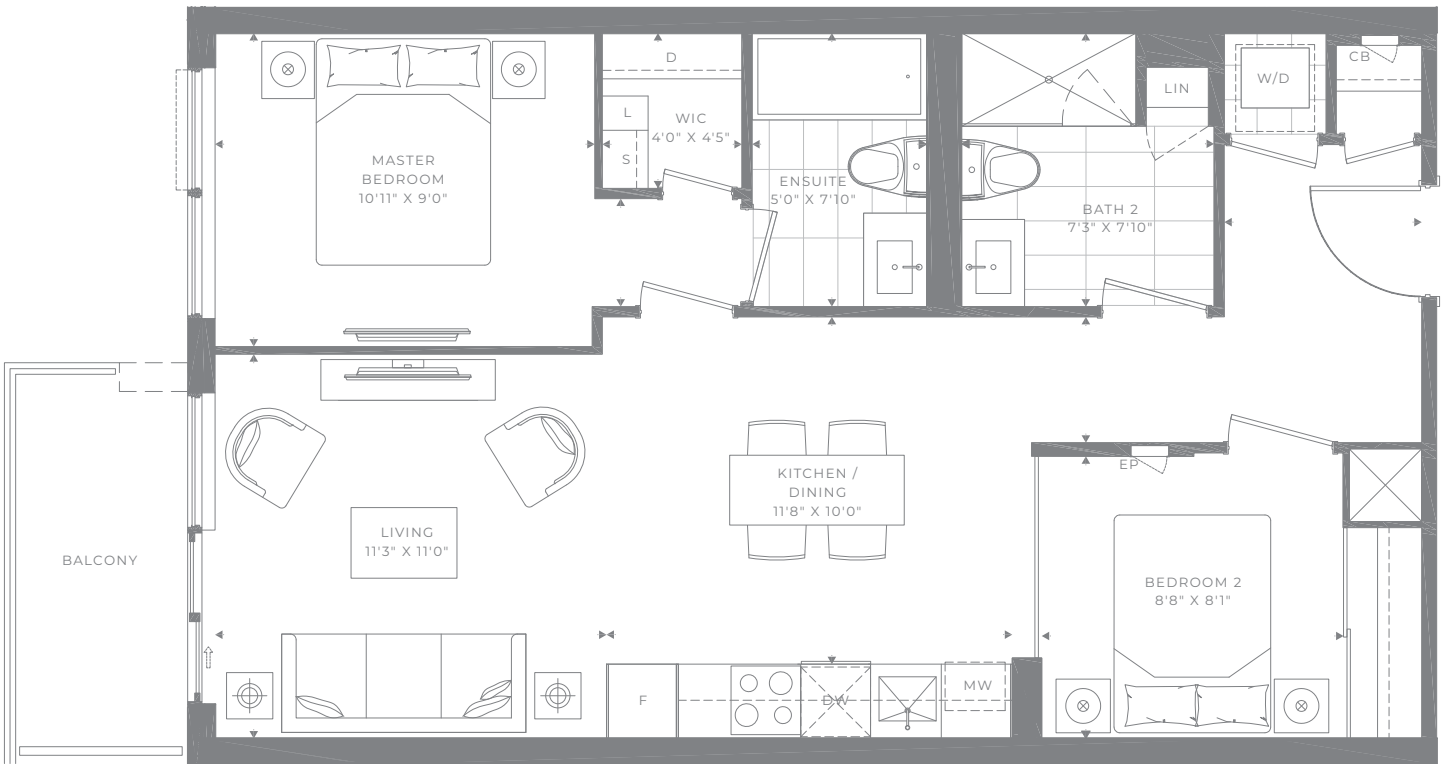 D
W/D
CB
LIN
L
WIC
4'0" X 4'5"
S
MASTER
BEDROOM
10'11" X 9'0"
ENSUITE
5'0" X 7'10"
BATH 2
7'3" X 7'10"
EP
KITCHEN /
DINING
11'8" X 10'0"
LIVING
11'3" X 11'0"
BALCONY
BEDROOM 2
8'8" X 8'1"
F
DW
MW